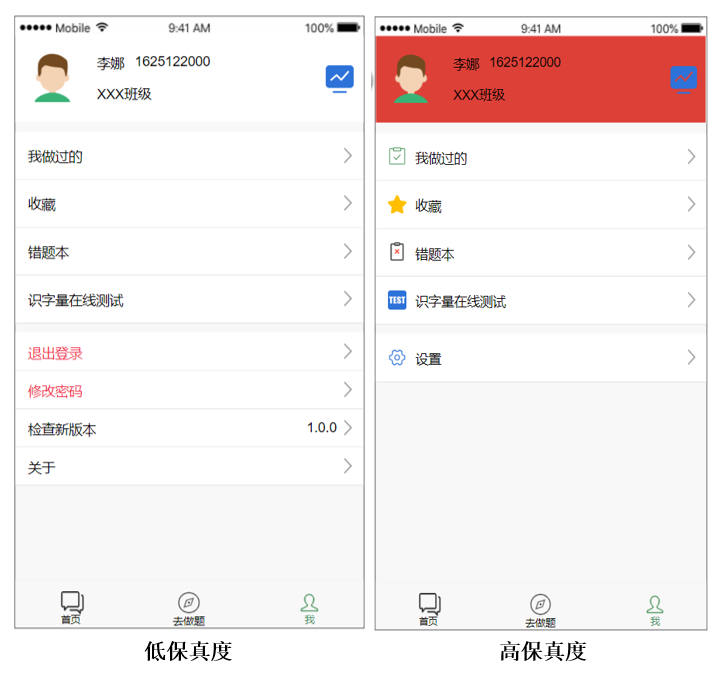 ●●●●● Mobile 9:41 AM 100%
李娜 1625122000
XXX班级
我做过的
收藏
错题本
识字量在线测试
退出登录
修改密码
检查新版本 1.0.0
关于
首页 去做题 我
低保真度
●●●●● Mobile 9:41 AM 100%
李娜 1625122000
XXX班级
我做过的
收藏
错题本
TEST 识字量在线测试
设置
首页 去做题 我
高保真度